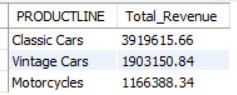 PRODUCTLINE Total_Revenue
Classic Cars 3919615.66
Vintage Cars 1903150.84
Motorcycles 1166388.34